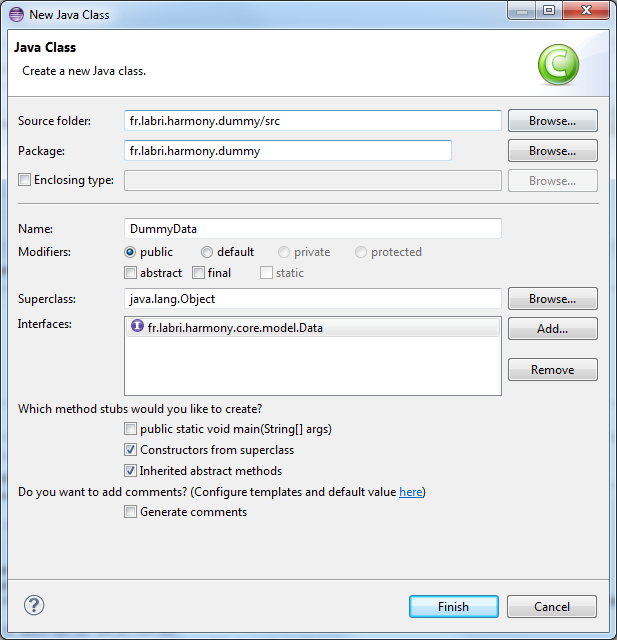 New Java Class
Java Class
Create a new Java class.
Source folder: fr.labri.harmony.dummy/src Browse...
Package: fr.labri.harmony.dummy Browse...
Enclosing type: Browse...
Name: DummyData
Modifiers: public default private protected
abstract final static
Superclass: java.lang.Object Browse...
Interfaces: fr.labri.harmony.core.model.Data Add...
Remove
Which method stubs would you like to create?
public static void main(String[] args)
Constructors from superclass
Inherited abstract methods
Do you want to add comments? (Configure templates and default value here)
Generate comments
Finish Cancel